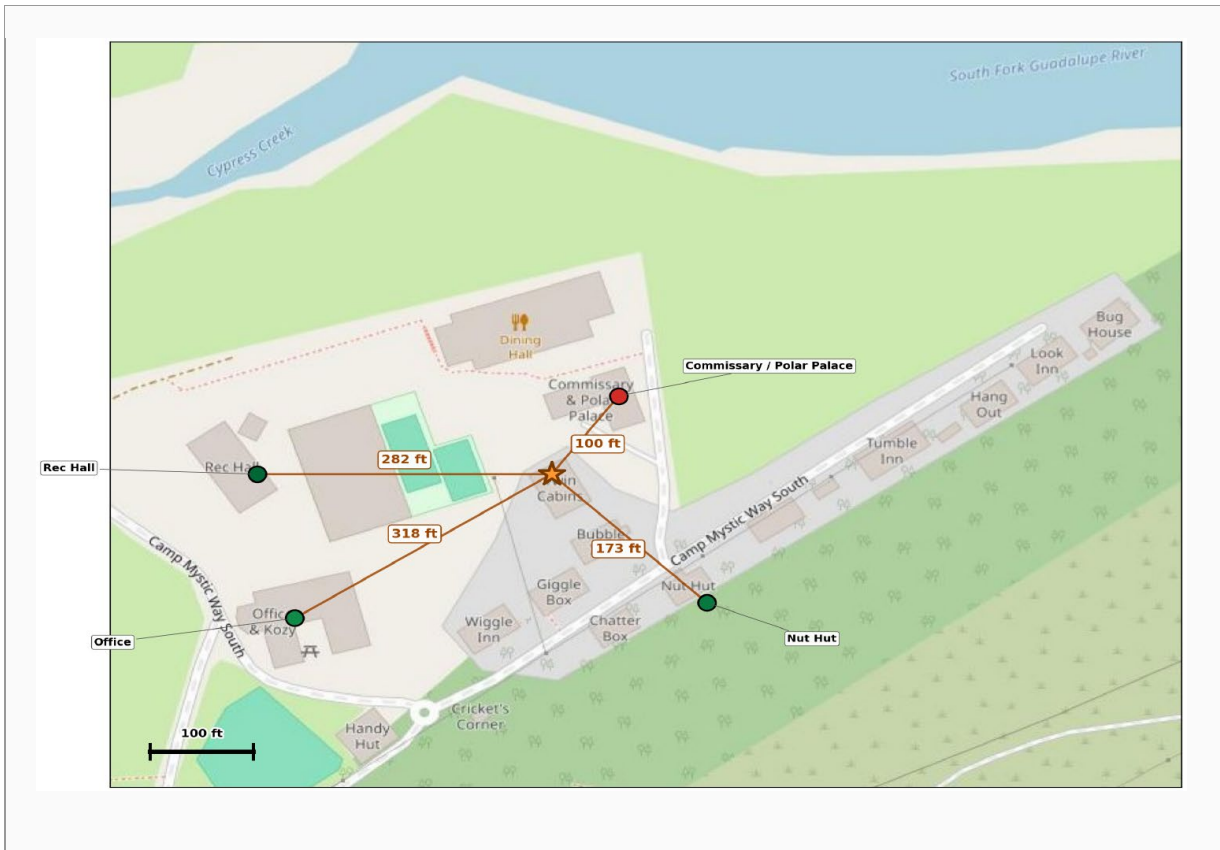 South Fork Guadalupe River
Cypress Creek
Bug
House
Dining
Hall
Look
Inn
Commissary / Polar Palace
Commissary
& Polar
Palace
Hang
Out
100 ft
Tumble
Inn
282 ft
Rec Hall
Rec Hall
Cabins
Camp Mystic Way South
318 ft
Bubble
173 ft
Camp Mystic Way South
Giggle
Box
Nut Hut
Office
& Kozy
Wiggle
Inn
Chatter
Box
Office
Nut Hut
Cricket's
Corner
Handy
Hut
100 ft